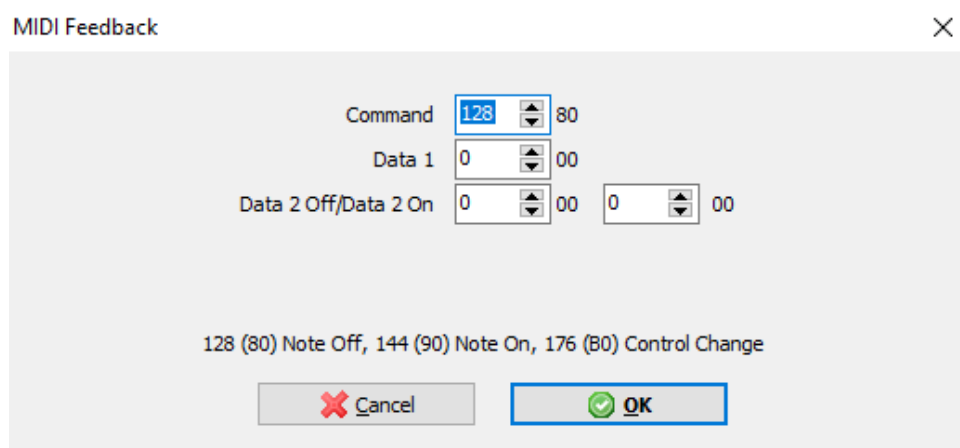 MIDI Feedback
Command 128 80
Data 1 0 00
Data 2 Off/Data 2 On 0 00 0 00
128 (80) Note Off, 144 (90) Note On, 176 (B0) Control Change
Cancel OK